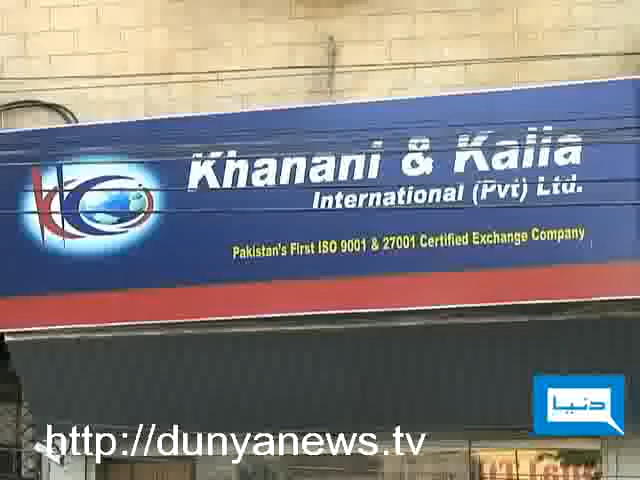 Khanani & Kalia
International (Pvt) Ltd.
Pakistan's First ISO 9001 & 27001 Certified Exchange Company
دنیا
http://dunyanews.tv